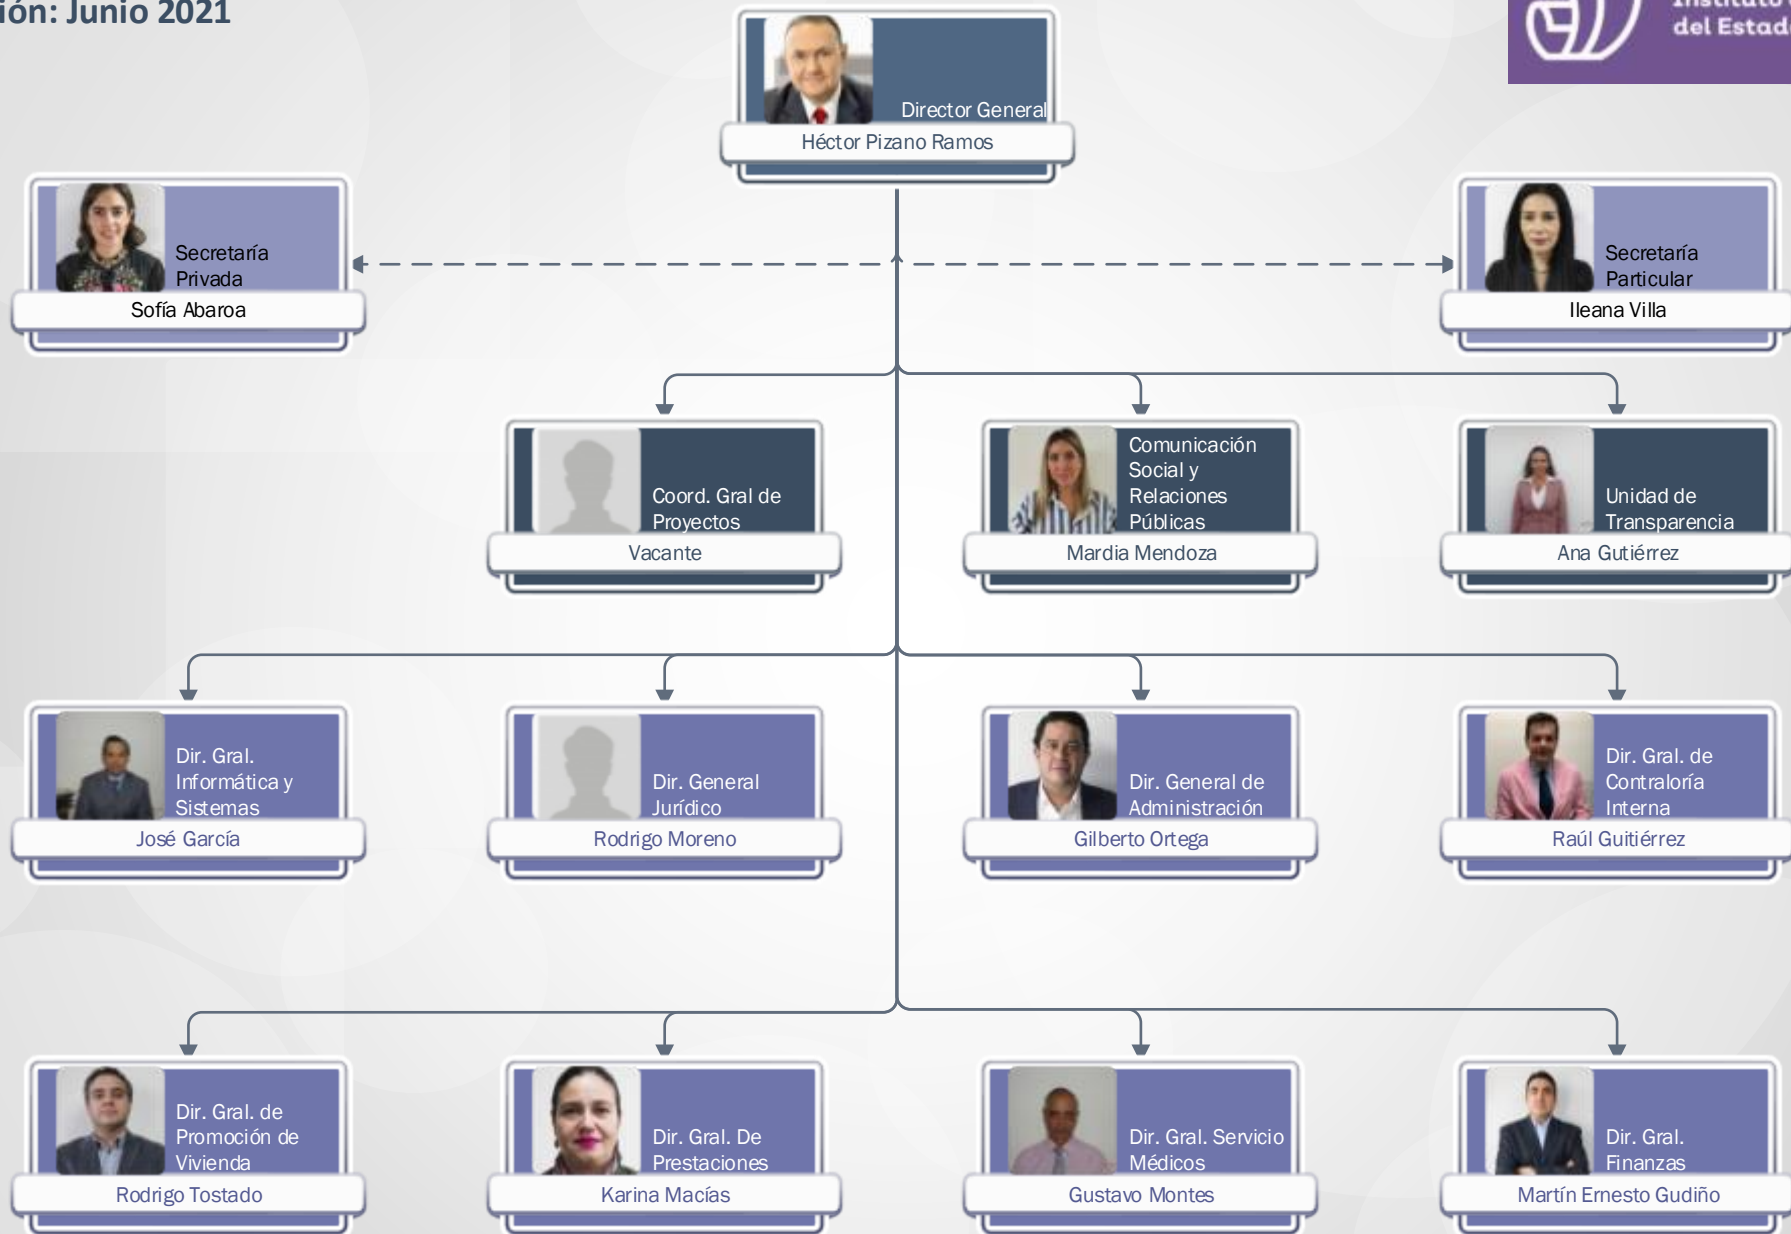 ión: Junio 2021
Instituto
del Estad
Director General
Héctor Pizano Ramos
Secretaría
Privada
Sofía Abaroa
Secretaría
Particular
Ileana Villa
Coord. Gral de
Proyectos
Vacante
Comunicación
Social y
Relaciones
Públicas
Mardia Mendoza
Unidad de
Transparencia
Ana Gutiérrez
Dir. Gral.
Informática y
Sistemas
José García
Dir. General
Jurídico
Rodrigo Moreno
Dir. General de
Administración
Gilberto Ortega
Dir. Gral. de
Contraloría
Interna
Raúl Guitiérrez
Dir. Gral. de
Promoción de
Vivienda
Rodrigo Tostado
Dir. Gral. De
Prestaciones
Karina Macías
Dir. Gral. Servicio
Médicos
Gustavo Montes
Dir. Gral.
Finanzas
Martín Ernesto Gudiño